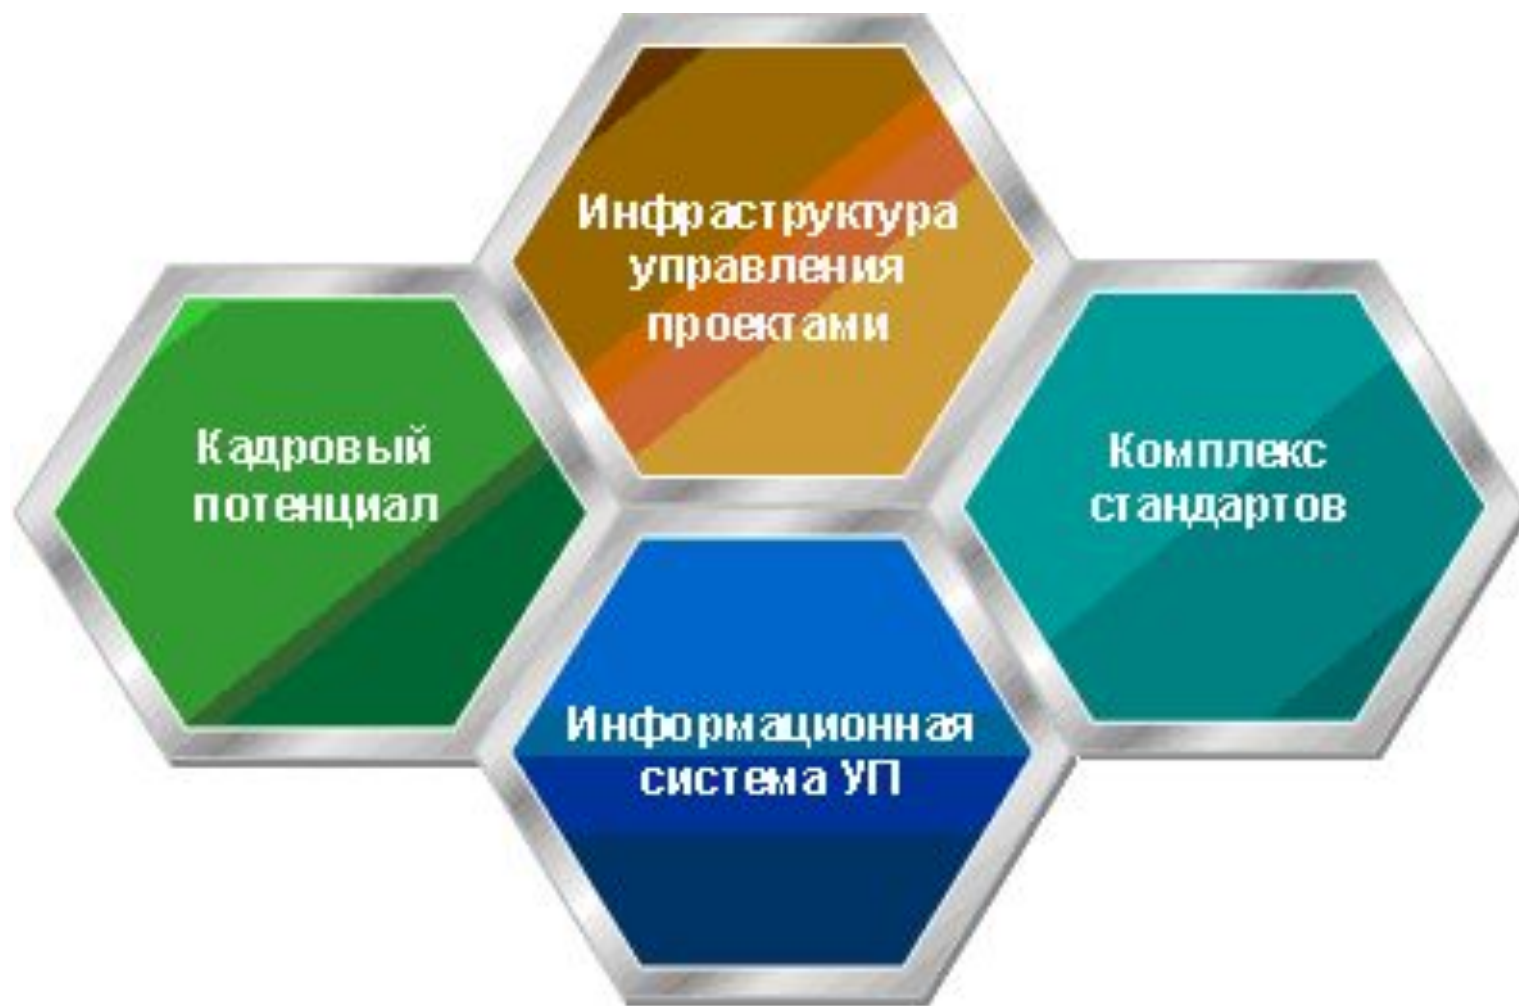 Инфраструктура
управления
проектами
Кадровый
потенциал
Комплекс
стандартов
Информационная
система УП